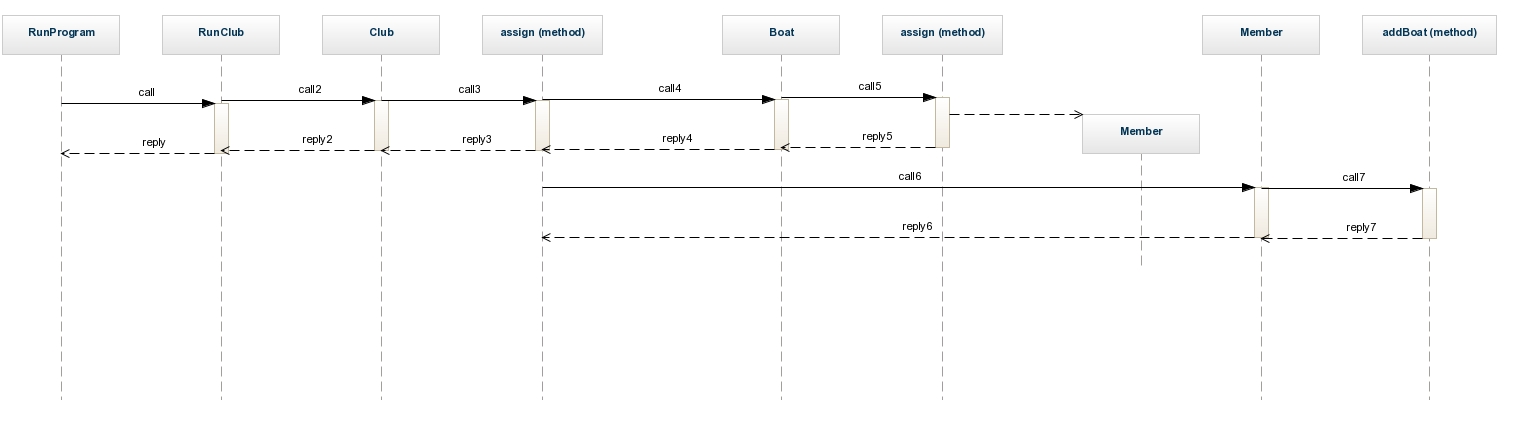 RunProgram
RunClub
Club
assign (method)
Boat
assign (method)
Member
addBoat (method)
call
call2
call3
call4
call5
Member
reply
reply2
reply3
reply4
reply5
call6
call7
reply6
reply7